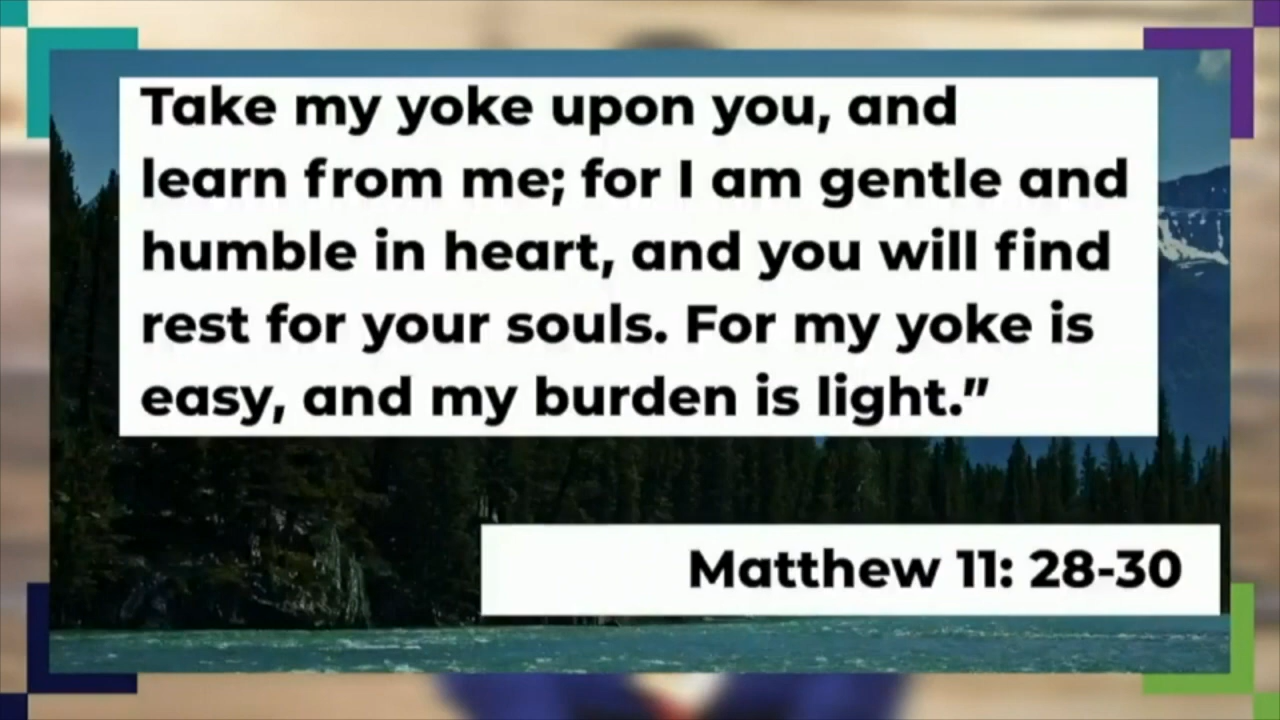 Take my yoke upon you, and
learn from me; for I am gentle and
humble in heart, and you will find
rest for your souls. For my yoke is
easy, and my burden is light.”
Matthew 11: 28-30